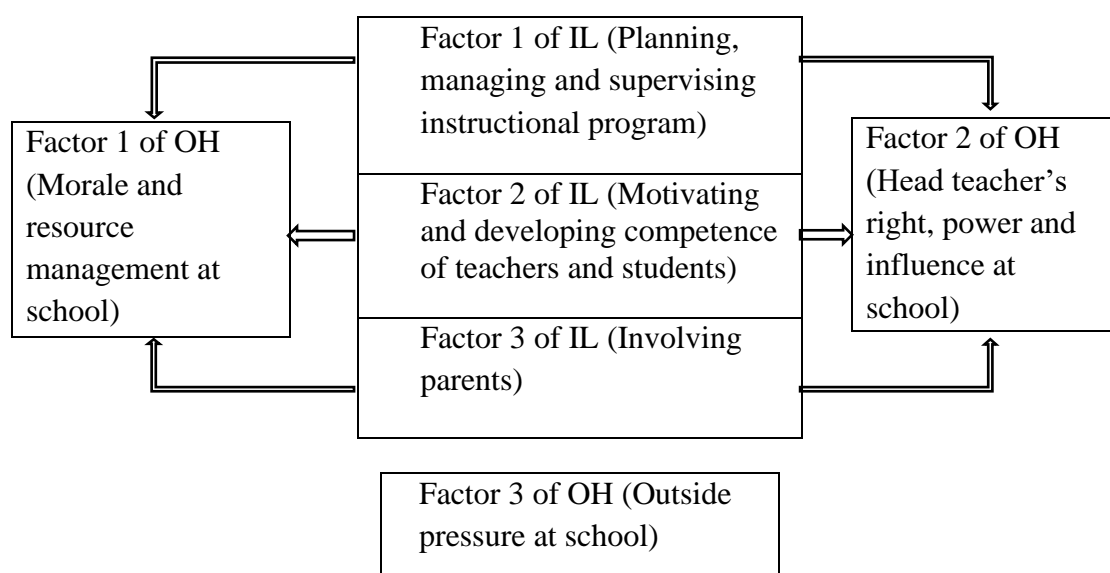 Factor 1 of IL (Planning,
managing and supervising
instructional program)
Factor 1 of OH
(Morale and
resource
management at
school)
Factor 2 of IL (Motivating
and developing competence
of teachers and students)
Factor 2 of OH
(Head teacher’s
right, power and
influence at
school)
Factor 3 of IL (Involving
parents)
Factor 3 of OH (Outside
pressure at school)